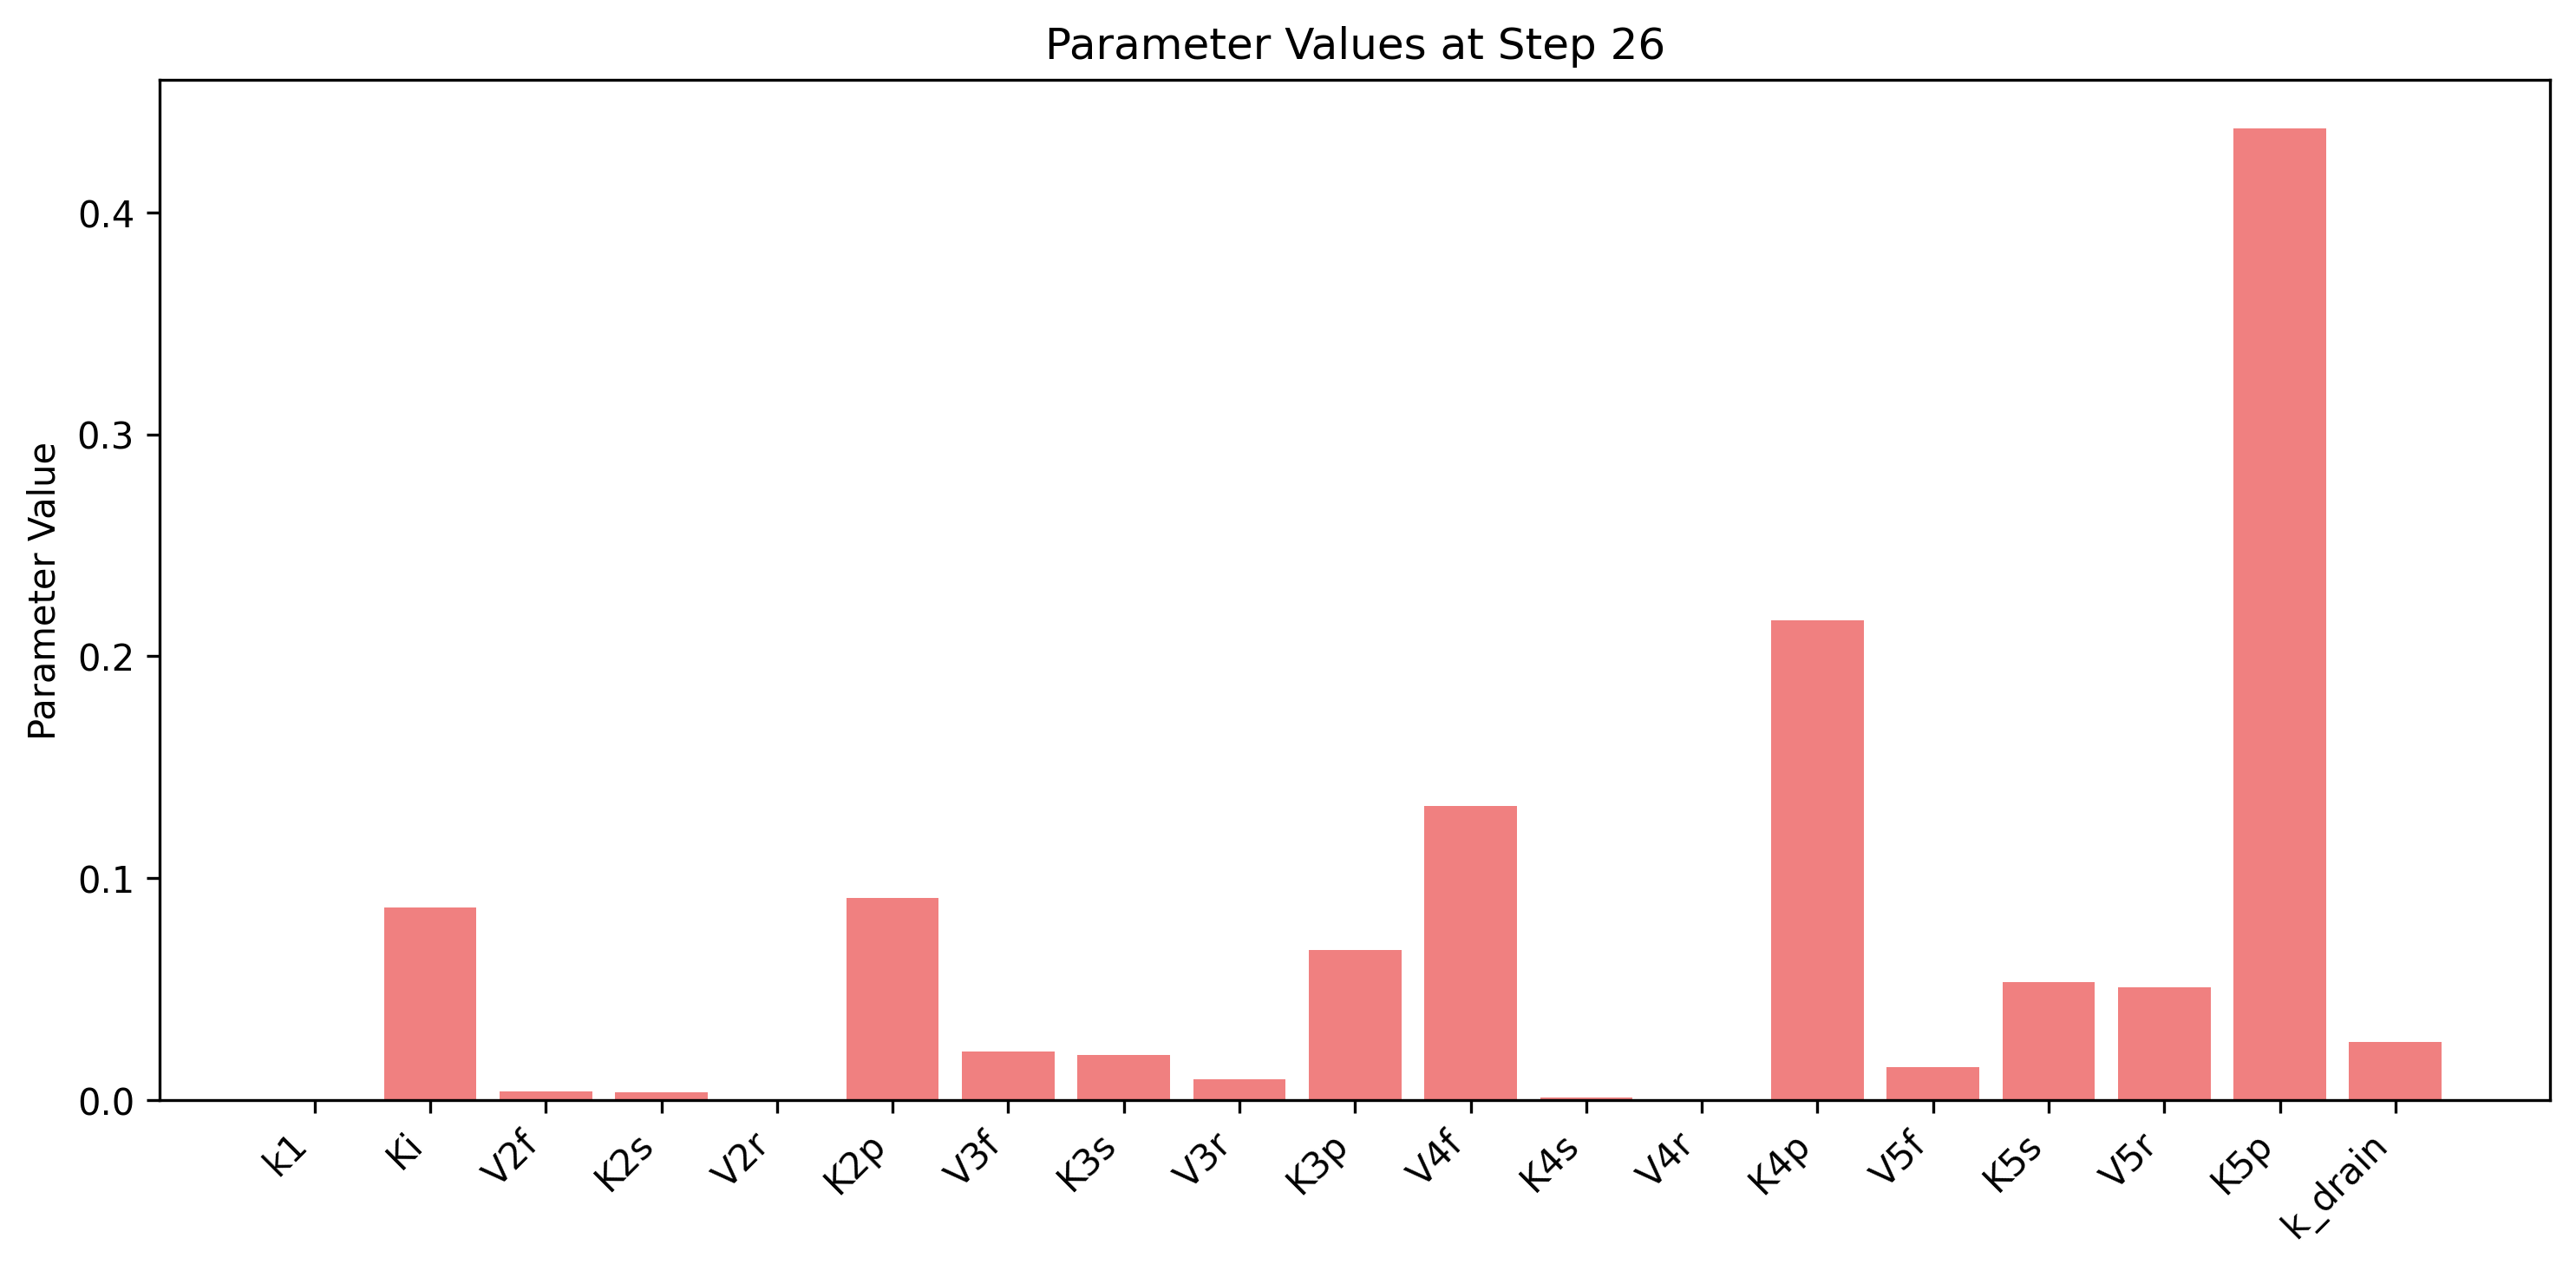 Parameter Values at Step 26
Parameter Value
0.4
0.3
0.2
0.1
0.0
k1
Ki
V2f
K2s
V2r
K2p
V3f
K3s
V3r
K3p
V4f
K4s
V4r
K4p
V5f
K5s
V5r
K5p
k_drain